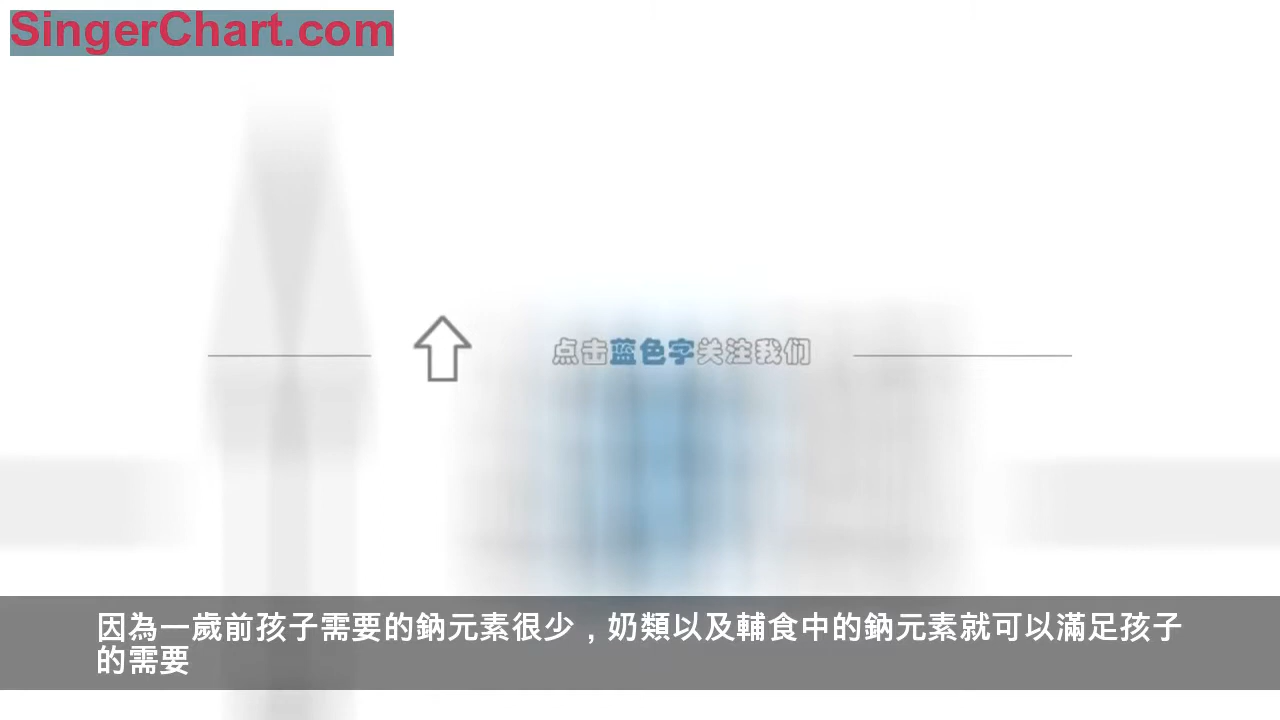 SingerChart.com
点击蓝色字关注我们
因為一歲前孩子需要的鈉元素很少，奶類以及輔食中的鈉元素就可以滿足孩子
的需要